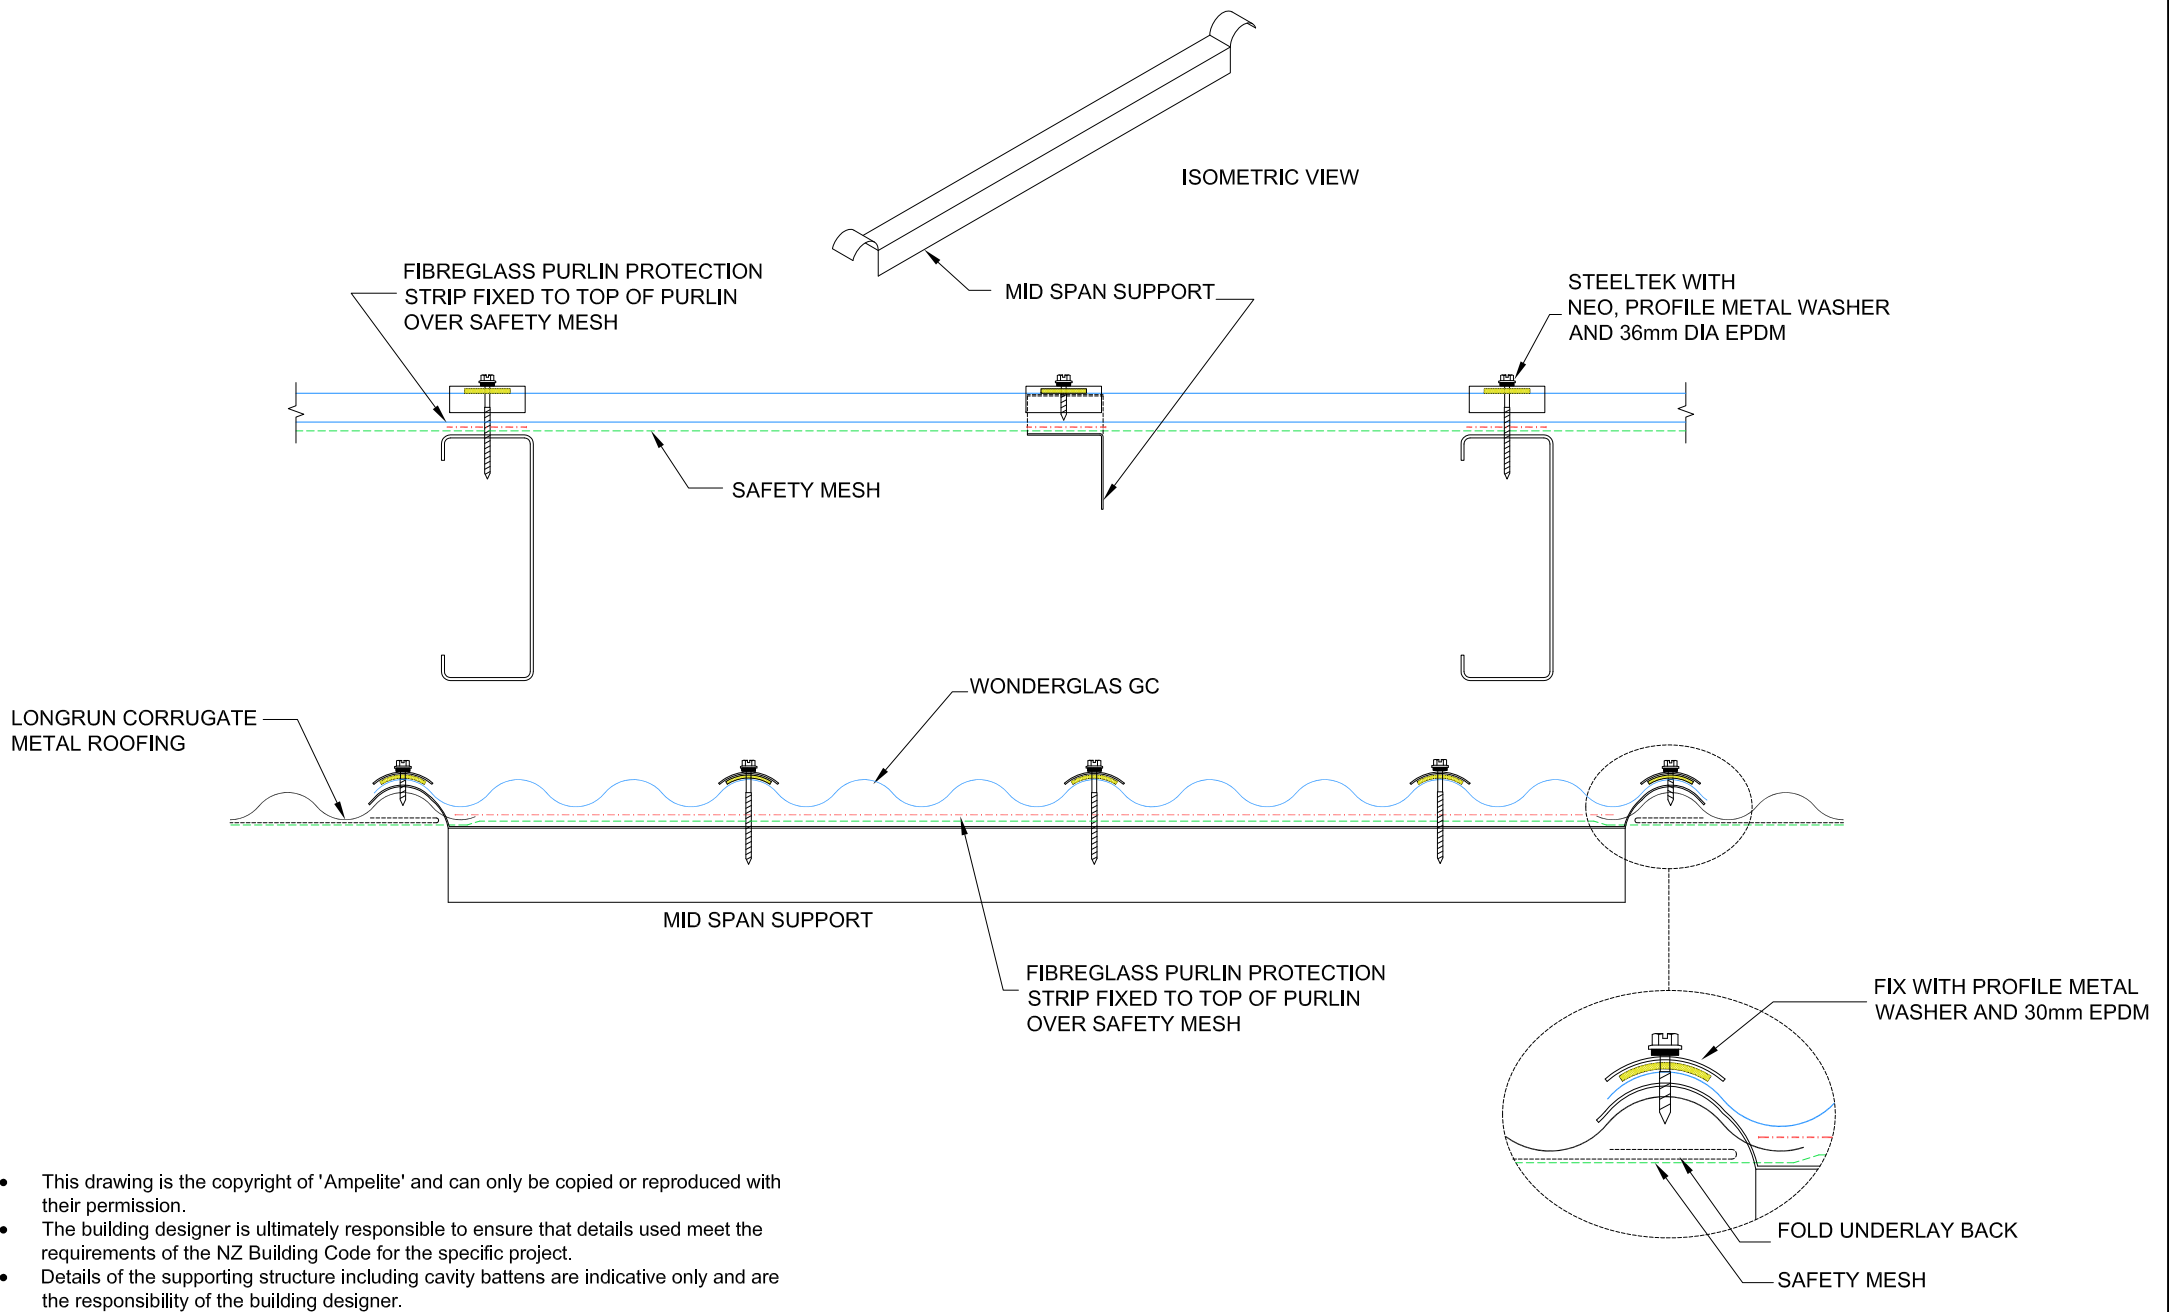 ISOMETRIC VIEW
FIBREGLASS PURLIN PROTECTION
STRIP FIXED TO TOP OF PURLIN
OVER SAFETY MESH
MID SPAN SUPPORT
STEELTEK WITH
NEO, PROFILE METAL WASHER
AND 36mm DIA EPDM
SAFETY MESH
WONDERGLAS GC
LONGRUN CORRUGATE
METAL ROOFING
MID SPAN SUPPORT
FIBREGLASS PURLIN PROTECTION
STRIP FIXED TO TOP OF PURLIN
OVER SAFETY MESH
FIX WITH PROFILE METAL
WASHER AND 30mm EPDM
FOLD UNDERLAY BACK
SAFETY MESH
• This drawing is the copyright of 'Ampelite' and can only be copied or reproduced with
their permission.
• The building designer is ultimately responsible to ensure that details used meet the
requirements of the NZ Building Code for the specific project.
• Details of the supporting structure including cavity battens are indicative only and are
the responsibility of the building designer.